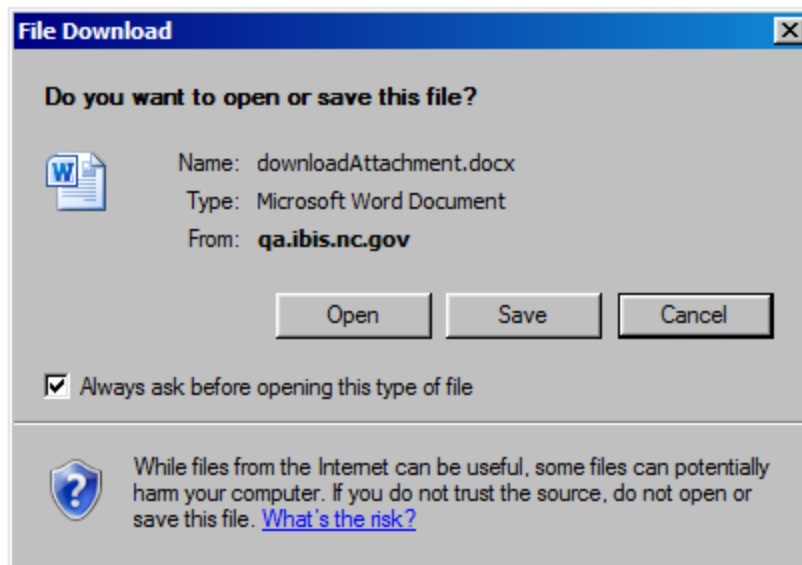 File Download
Do you want to open or save this file?
Name: downloadAttachment.docx
Type: Microsoft Word Document
From: qa.ibis.nc.gov
Open Save Cancel
Always ask before opening this type of file
While files from the Internet can be useful, some files can potentially
harm your computer. If you do not trust the source, do not open or
save this file. What's the risk?